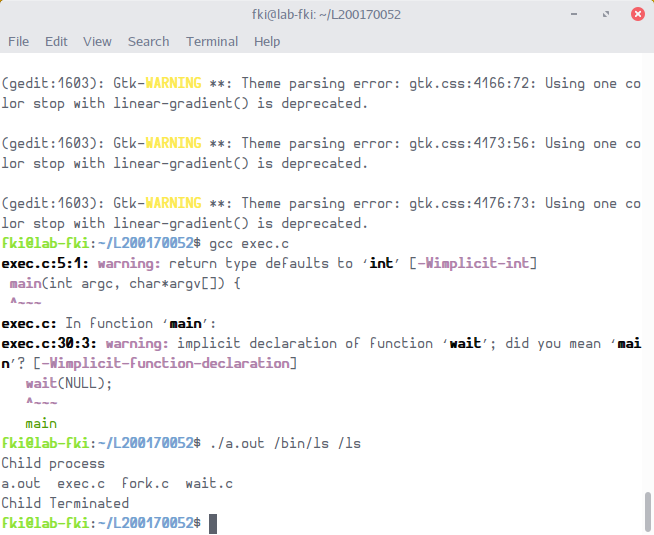 fki@lab-fki: ~/L200170052
File Edit View Search Terminal Help
(gedit:1603): Gtk-WARNING **: Theme parsing error: gtk.css:4166:72: Using one co
lor stop with linear-gradient() is deprecated.
(gedit:1603): Gtk-WARNING **: Theme parsing error: gtk.css:4173:56: Using one co
lor stop with linear-gradient() is deprecated.
(gedit:1603): Gtk-WARNING **: Theme parsing error: gtk.css:4176:73: Using one co
lor stop with linear-gradient() is deprecated.
fki@lab-fki:~/L200170052$ gcc exec.c
exec.c:5:1: warning: return type defaults to ‘int’ [-Wimplicit-int]
 main(int argc, char*argv[]) {
 ^~~~
exec.c: In function ‘main’:
exec.c:30:3: warning: implicit declaration of function ‘wait’; did you mean ‘mai
n’? [-Wimplicit-function-declaration]
   wait(NULL);
   ^~~~
   main
fki@lab-fki:~/L200170052$ ./a.out /bin/ls /ls
Child process
a.out  exec.c  fork.c  wait.c
Child Terminated
fki@lab-fki:~/L200170052$